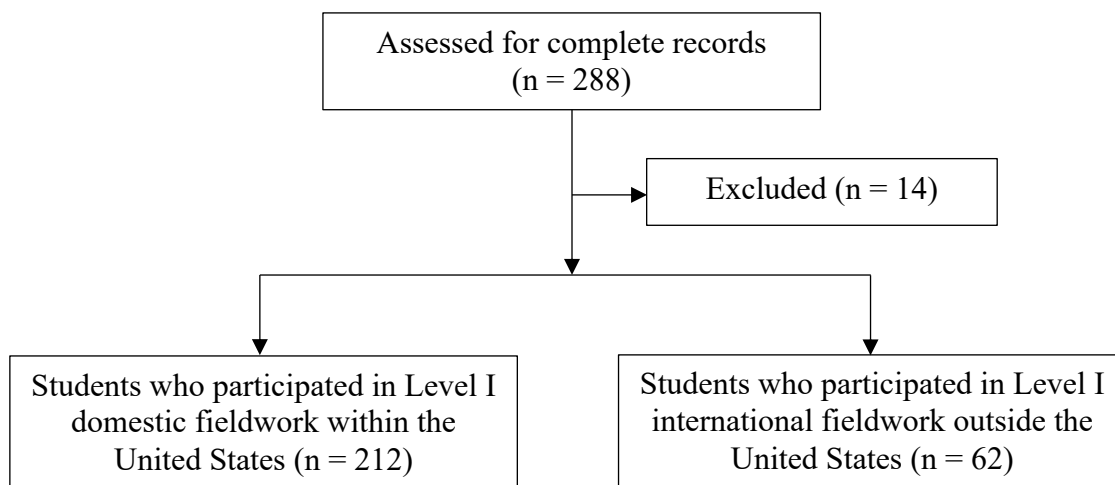 Assessed for complete records
(n = 288)
Excluded (n = 14)
Students who participated in Level I
domestic fieldwork within the
United States (n = 212)
Students who participated in Level I
international fieldwork outside the
United States (n = 62)